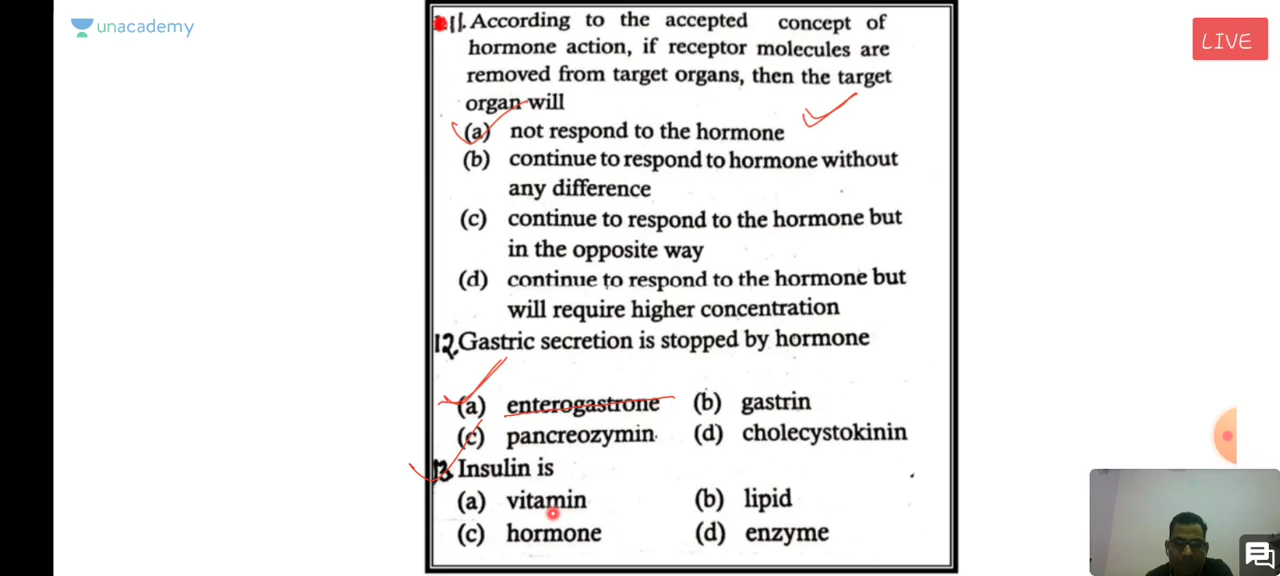 unacademy
LIVE
11. According to the accepted concept of
hormone action, if receptor molecules are
removed from target organs, then the target
organ will
(a) not respond to the hormone
(b) continue to respond to hormone without
any difference
(c) continue to respond to the hormone but
in the opposite way
(d) continue to respond to the hormone but
will require higher concentration
12. Gastric secretion is stopped by hormone
(a) enterogastrone (b) gastrin
(c) pancreozymin (d) cholecystokinin
13. Insulin is
(a) vitamin (b) lipid
(c) hormone (d) enzyme